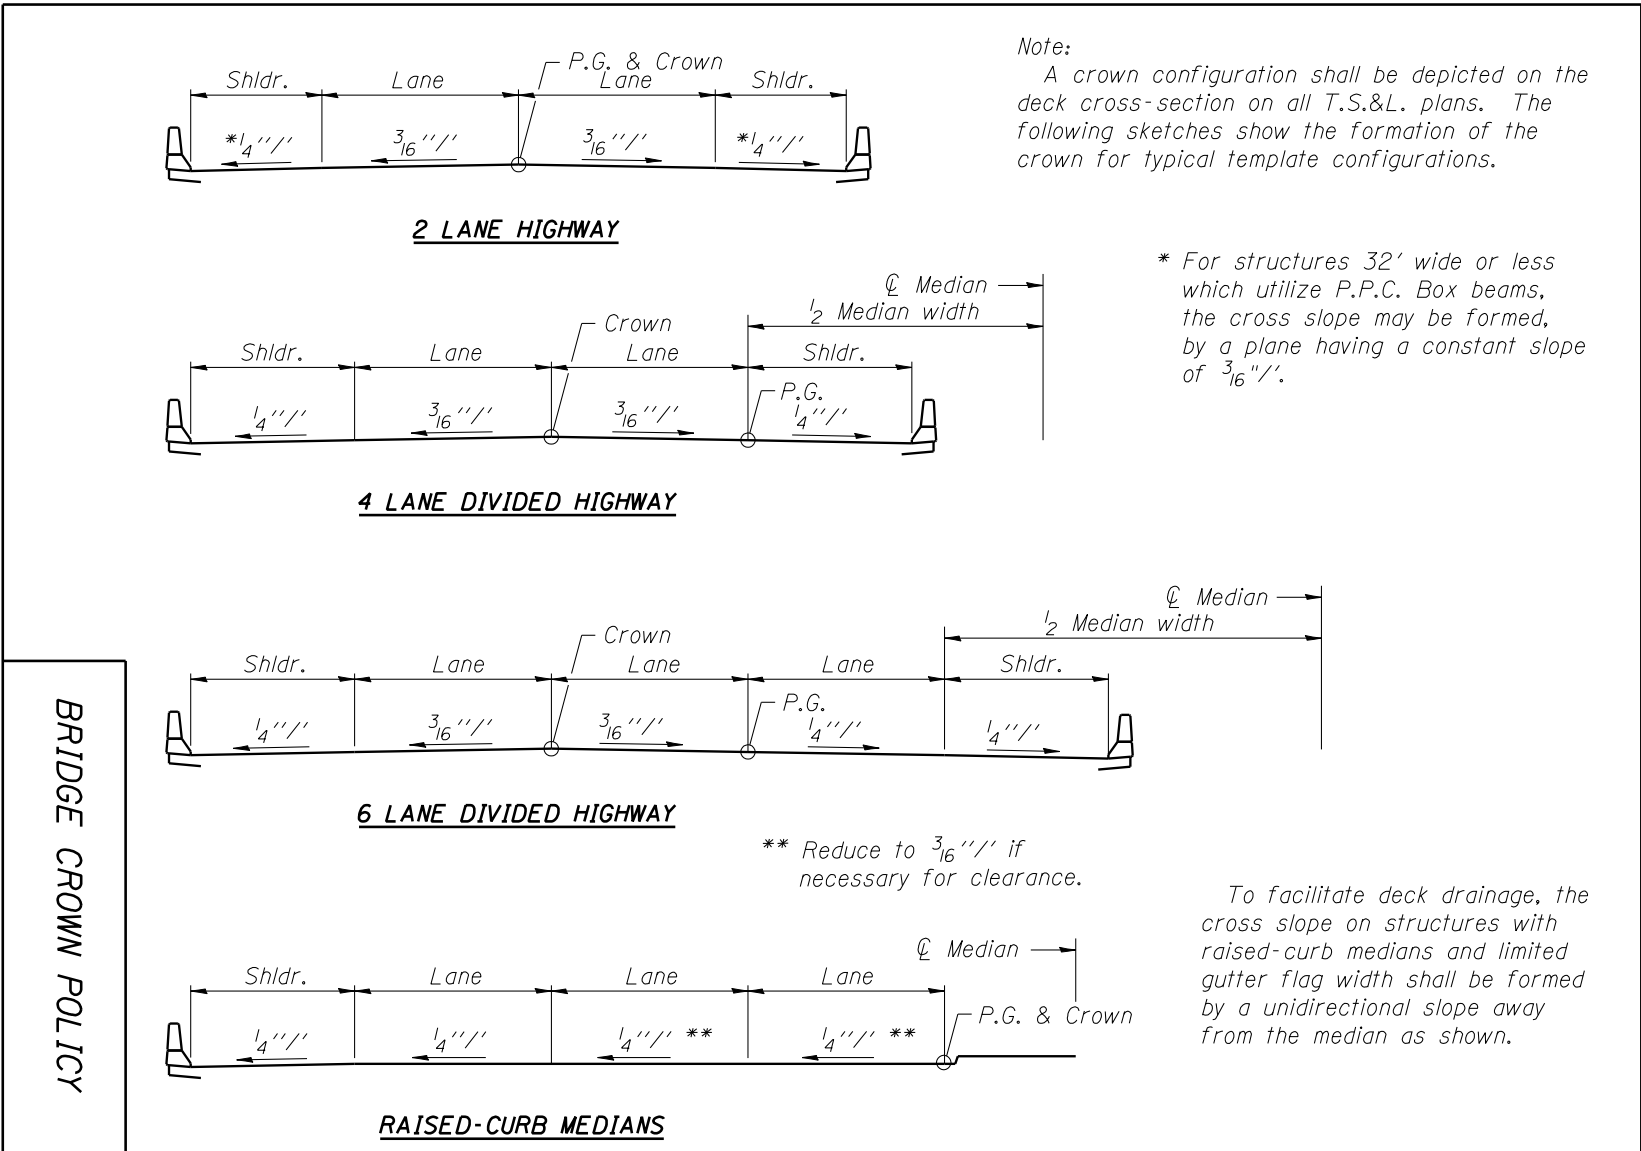 P.G. & Crown
Shldr. Lane Lane Shldr.
*1/4''/' 3/16''/' 3/16''/' *1/4''/'
2 LANE HIGHWAY
Note:
A crown configuration shall be depicted on the
deck cross-section on all T.S.&L. plans. The
following sketches show the formation of the
crown for typical template configurations.
* For structures 32' wide or less
which utilize P.P.C. Box beams,
the cross slope may be formed,
by a plane having a constant slope
of 3/16"/'.
℄ Median
1/2 Median width
Crown
Shldr. Lane Lane Shldr.
P.G.
1/4''/' 3/16''/' 3/16''/' 1/4''/'
4 LANE DIVIDED HIGHWAY
℄ Median
1/2 Median width
Crown
Shldr. Lane Lane Lane Shldr.
P.G.
1/4''/' 3/16''/' 3/16''/' 1/4''/' 1/4''/'
6 LANE DIVIDED HIGHWAY
** Reduce to 3/16''/' if
necessary for clearance.
℄ Median
Shldr. Lane Lane Lane
P.G. & Crown
1/4''/' 1/4''/' 1/4''/' ** 1/4''/' **
RAISED-CURB MEDIANS
To facilitate deck drainage, the
cross slope on structures with
raised-curb medians and limited
gutter flag width shall be formed
by a unidirectional slope away
from the median as shown.
BRIDGE CROWN POLICY